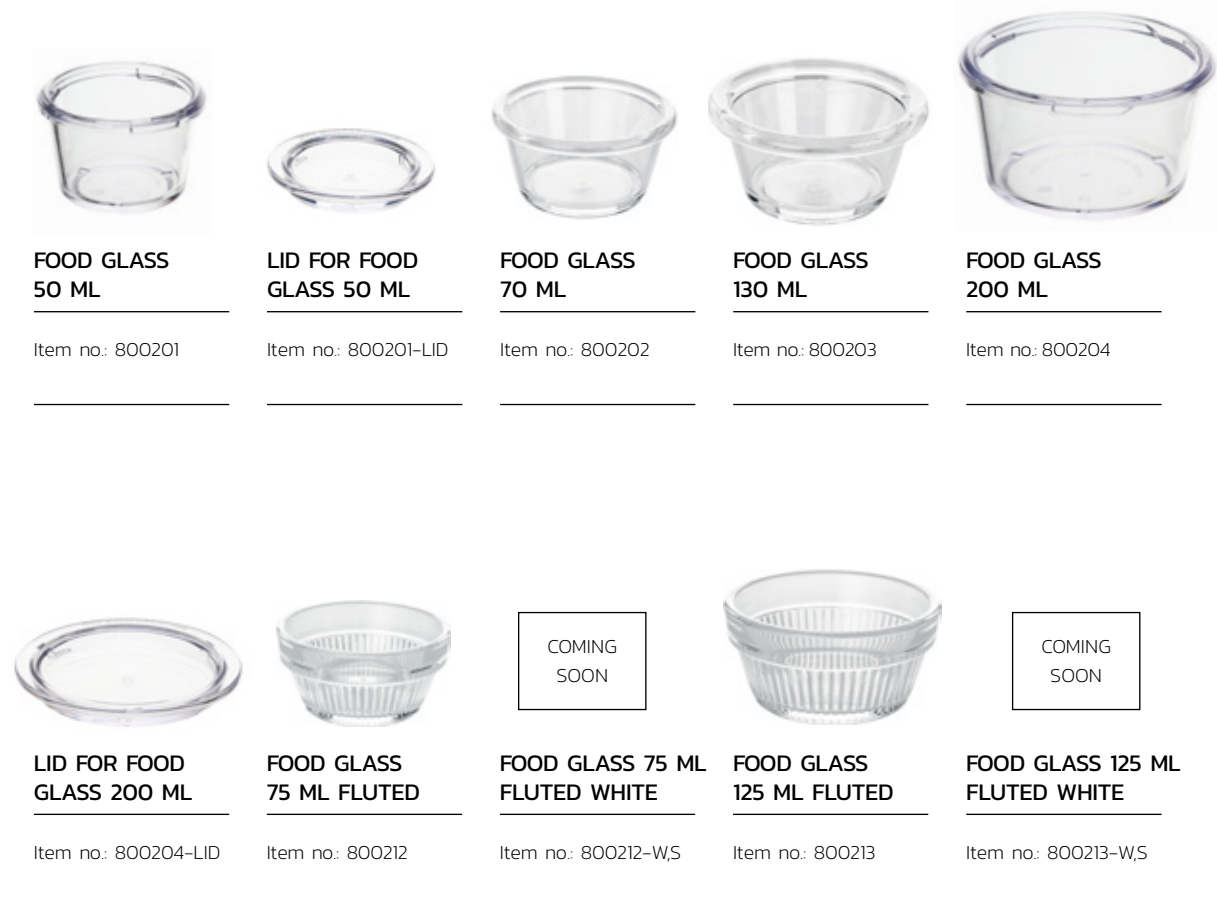 FOOD GLASS
50 ML
Item no.: 800201
LID FOR FOOD
GLASS 50 ML
Item no.: 800201-LID
FOOD GLASS
70 ML
Item no.: 800202
FOOD GLASS
130 ML
Item no.: 800203
FOOD GLASS
200 ML
Item no.: 800204
LID FOR FOOD
GLASS 200 ML
Item no.: 800204-LID
FOOD GLASS
75 ML FLUTED
Item no.: 800212
COMING
SOON
FOOD GLASS 75 ML
FLUTED WHITE
Item no.: 800212-W,S
FOOD GLASS
125 ML FLUTED
Item no.: 800213
COMING
SOON
FOOD GLASS 125 ML
FLUTED WHITE
Item no.: 800213-W,S